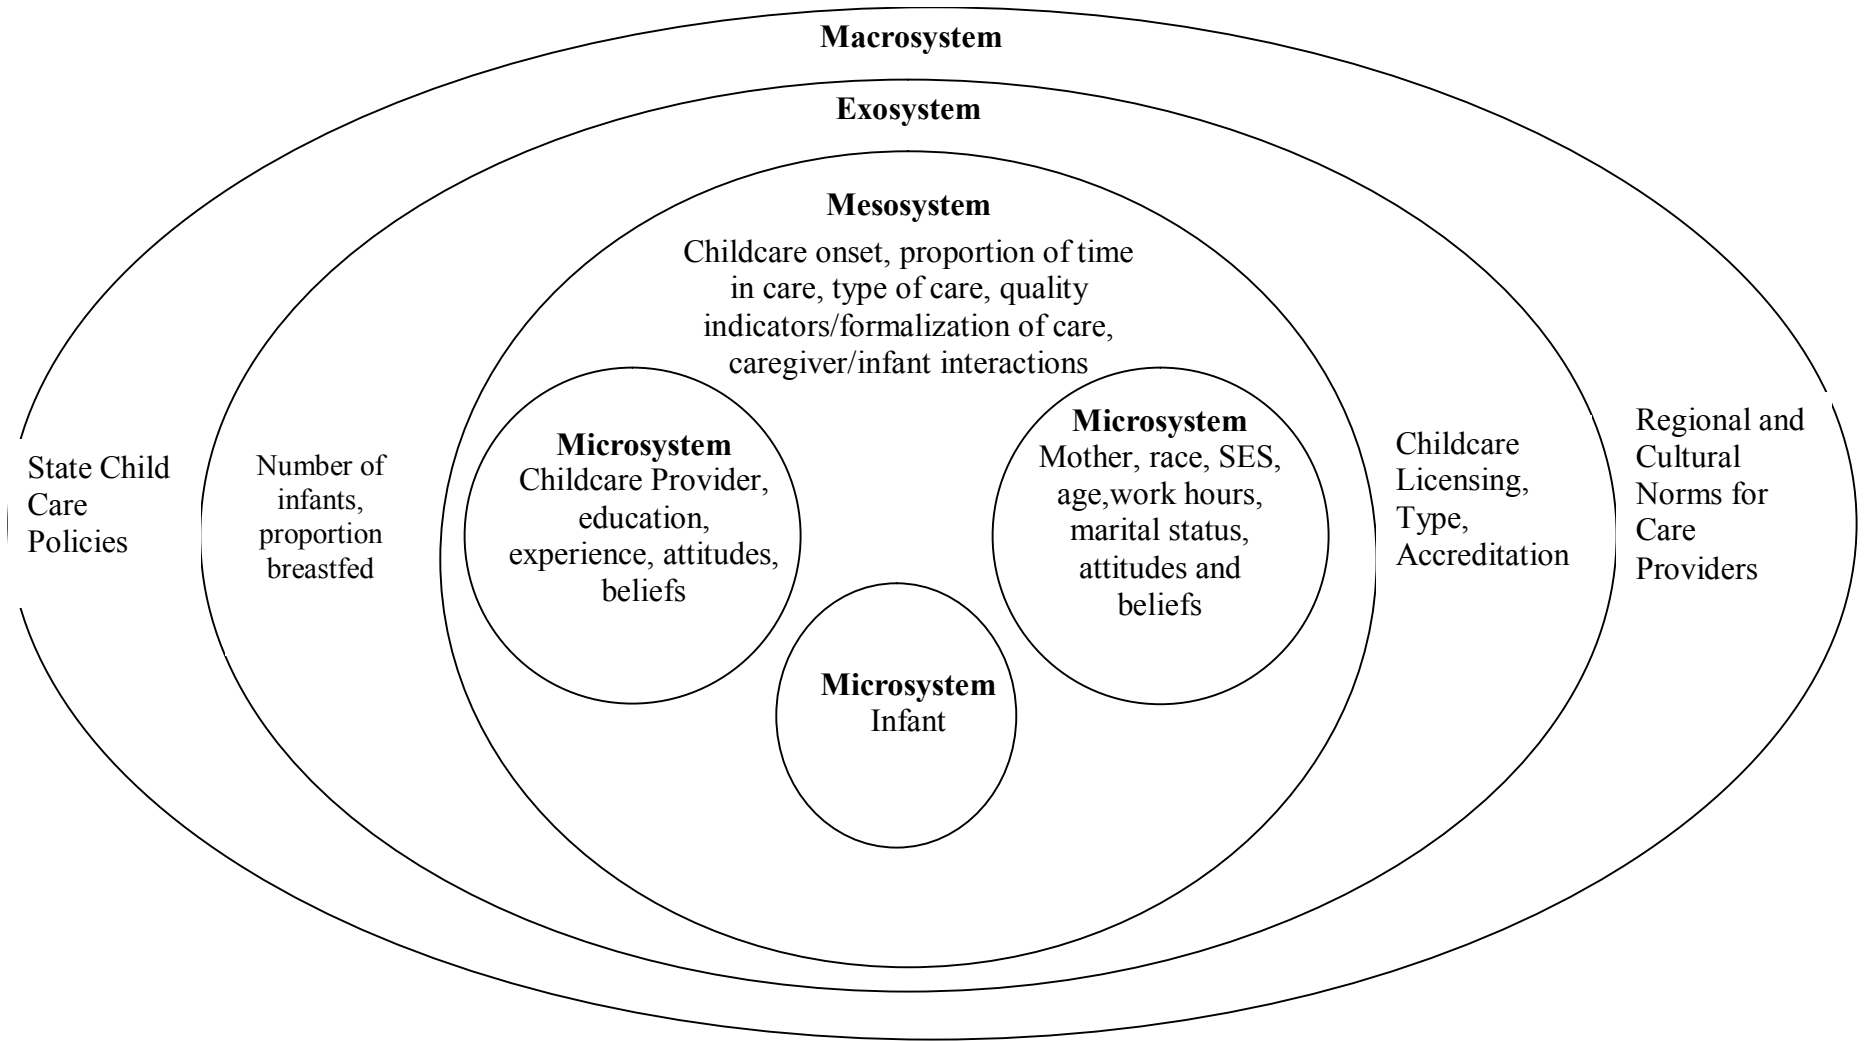 Macrosystem
Exosystem
Mesosystem
Childcare onset, proportion of time
in care, type of care, quality
indicators/formalization of care,
caregiver/infant interactions
State Child
Care
Policies
Number of
infants,
proportion
breastfed
Microsystem
Childcare Provider,
education,
experience, attitudes,
beliefs
Microsystem
Mother, race, SES,
age,work hours,
marital status,
attitudes and
beliefs
Microsystem
Infant
Childcare
Licensing,
Type,
Accreditation
Regional and
Cultural
Norms for
Care
Providers